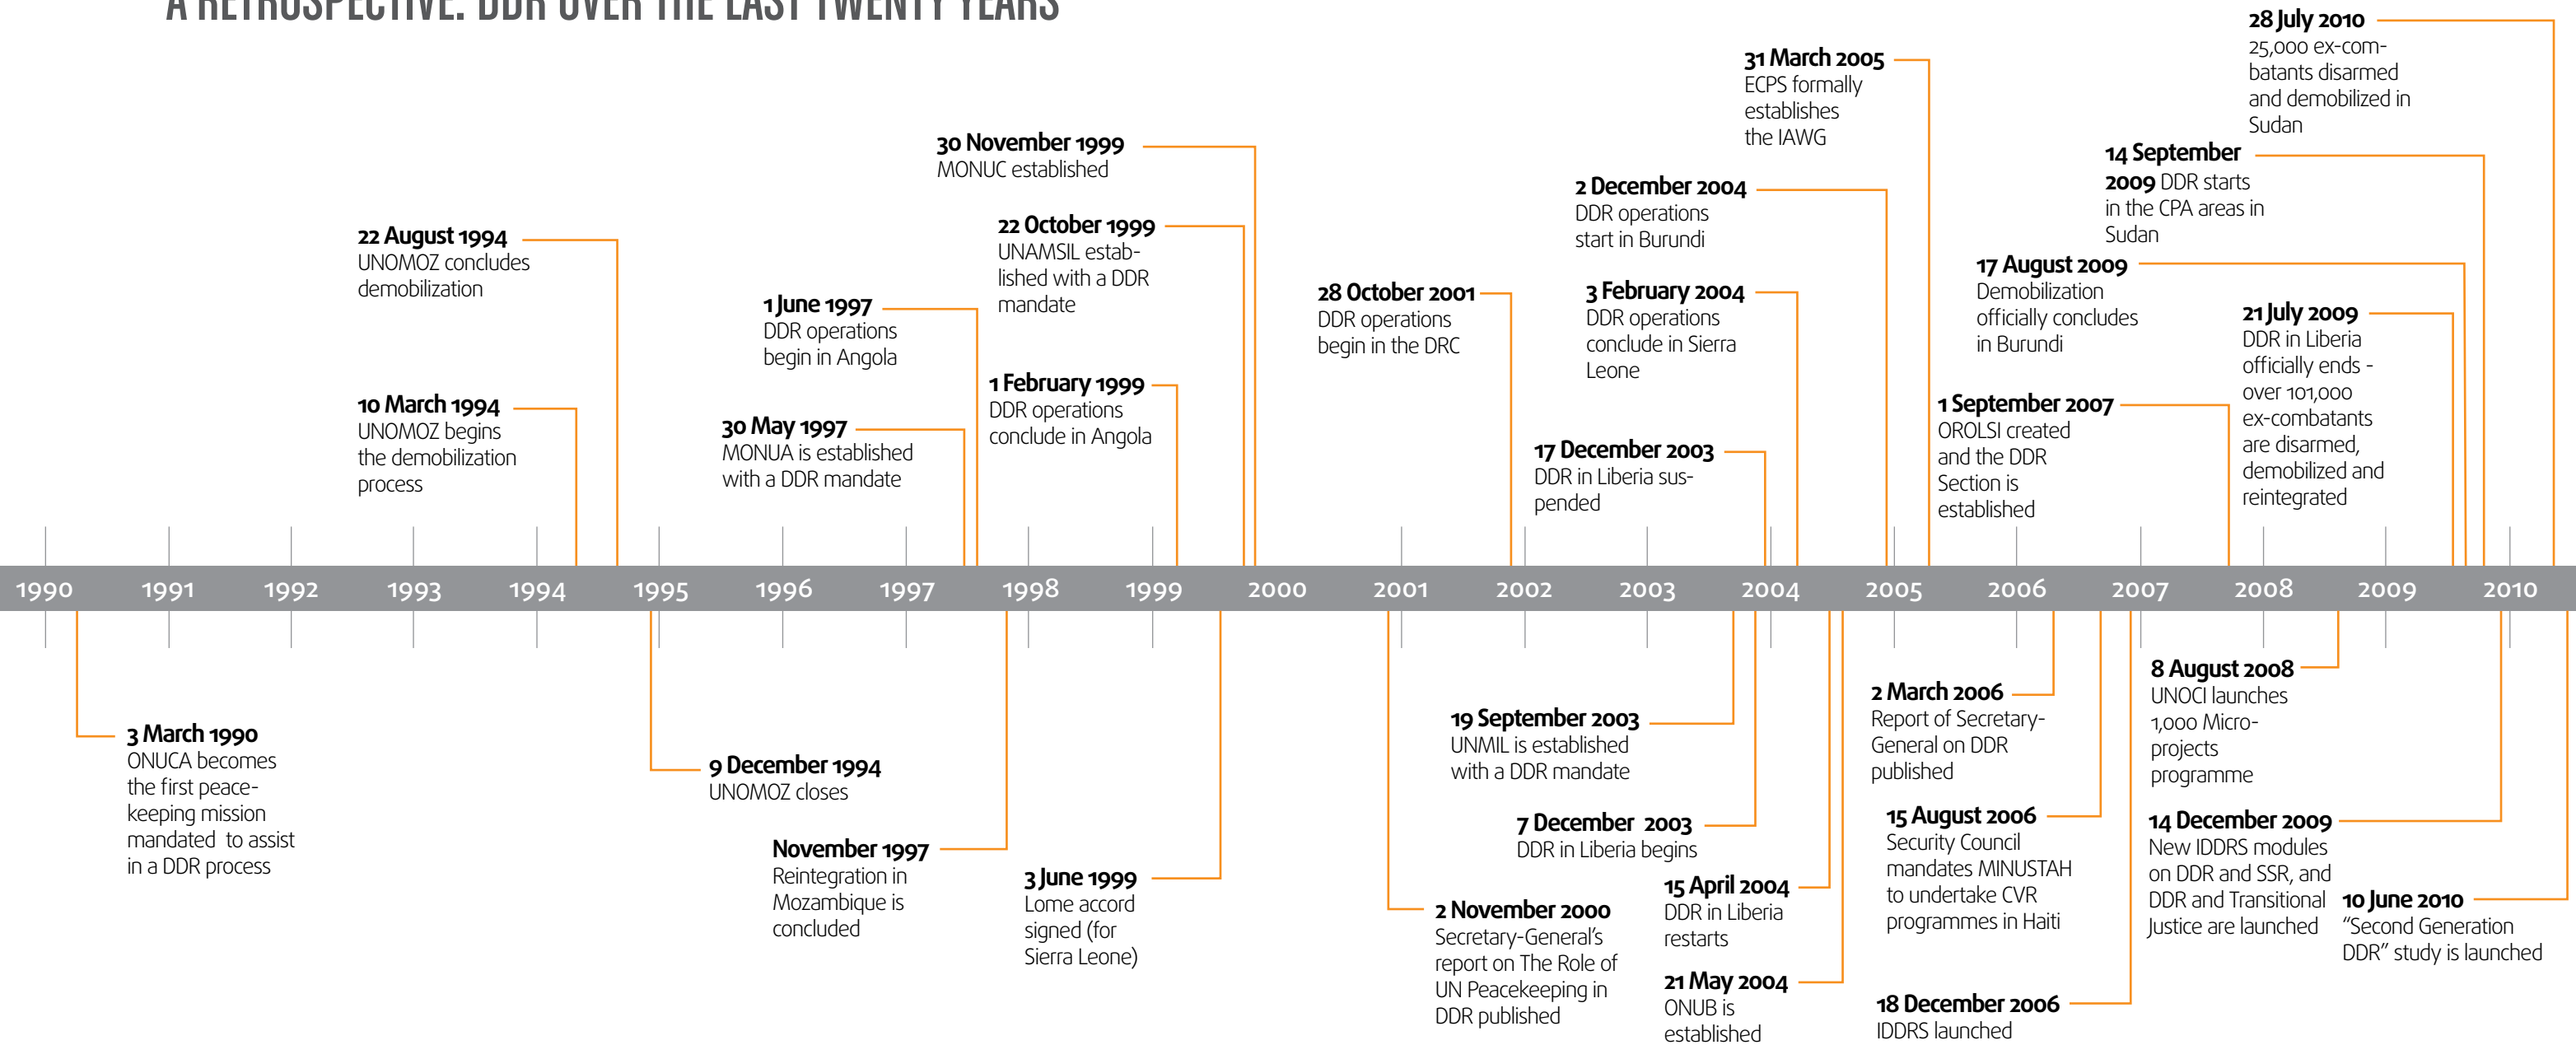 A RETROSPECTIVE: DDR OVER THE LAST TWENTY YEARS
22 August 1994
UNOMOZ concludes
demobilization
10 March 1994
UNOMOZ begins
the demobilization
process
30 November 1999
MONUC established
22 October 1999
UNAMSIL estab-
lished with a DDR
mandate
1 June 1997
DDR operations
begin in Angola
1 February 1999
DDR operations
conclude in Angola
30 May 1997
MONUA is established
with a DDR mandate
28 October 2001
DDR operations
begin in the DRC
31 March 2005
ECPS formally
establishes
the IAWG
2 December 2004
DDR operations
start in Burundi
3 February 2004
DDR operations
conclude in Sierra
Leone
17 December 2003
DDR in Liberia sus-
pended
28 July 2010
25,000 ex-com-
batants disarmed
and demobilized in
Sudan
14 September
2009 DDR starts
in the CPA areas in
Sudan
17 August 2009
Demobilization
officially concludes
in Burundi
21 July 2009
DDR in Liberia
officially ends -
over 101,000
ex-combatants
are disarmed,
demobilized and
reintegrated
1 September 2007
OROLSI created
and the DDR
Section is
established
1990 1991 1992 1993 1994 1995 1996 1997 1998 1999 2000 2001 2002 2003 2004 2005 2006 2007 2008 2009 2010
3 March 1990
ONUCA becomes
the first peace-
keeping mission
mandated to assist
in a DDR process
9 December 1994
UNOMOZ closes
November 1997
Reintegration in
Mozambique is
concluded
3 June 1999
Lome accord
signed (for
Sierra Leone)
2 November 2000
Secretary-General's
report on The Role of
UN Peacekeeping in
DDR published
19 September 2003
UNMIL is established
with a DDR mandate
7 December 2003
DDR in Liberia begins
15 April 2004
DDR in Liberia
restarts
21 May 2004
ONUB is
established
2 March 2006
Report of Secretary-
General on DDR
published
15 August 2006
Security Council
mandates MINUSTAH
to undertake CVR
programmes in Haiti
18 December 2006
IDDRS launched
8 August 2008
UNOCI launches
1,000 Micro-
projects
programme
14 December 2009
New IDDRS modules
on DDR and SSR, and
DDR and Transitional
Justice are launched
10 June 2010
“Second Generation
DDR” study is launched